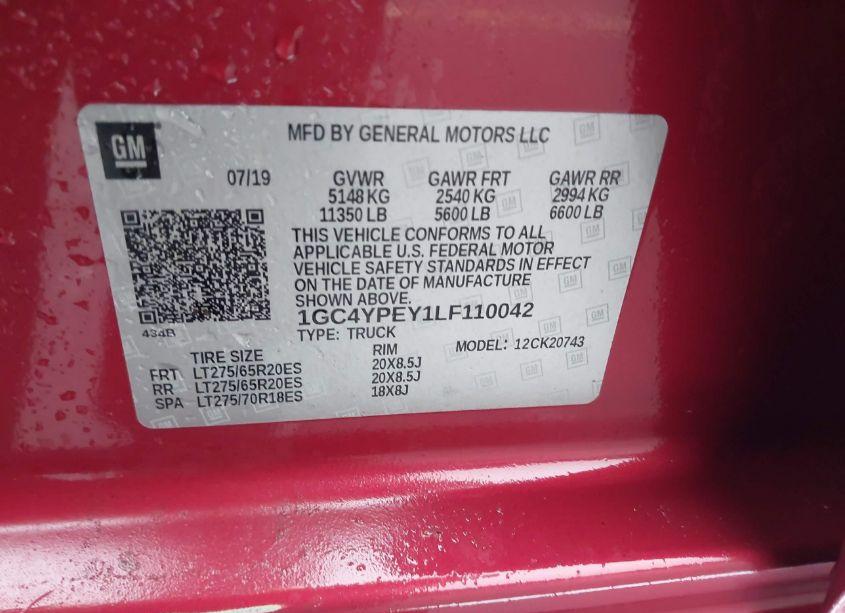 GM
MFD BY GENERAL MOTORS LLC
07/19 GVWR GAWR FRT GAWR RR
5148 KG 2540 KG 2994 KG
11350 LB 5600 LB 6600 LB
THIS VEHICLE CONFORMS TO ALL
APPLICABLE U.S. FEDERAL MOTOR
VEHICLE SAFETY STANDARDS IN EFFECT
ON THE DATE OF MANUFACTURE
SHOWN ABOVE.
1GC4YPEY1LF110042
434B
TYPE: TRUCK MODEL: 12CK20743
TIRE SIZE RIM
FRT LT275/65R20ES 20X8.5J
RR LT275/65R20ES 20X8.5J
SPA LT275/70R18ES 18X8J